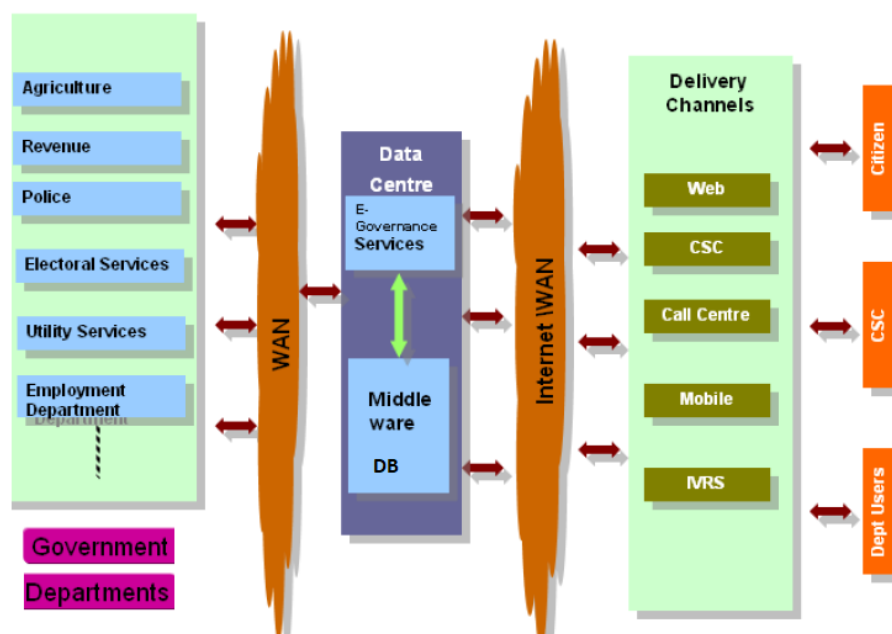 Agriculture
Revenue
Police
Electoral Services
Utility Services
Employment
Department
Department
Government
Departments
WAN
Data
Centre
E-
Governance
Services
Middle
ware
DB
Internet \WAN
Delivery
Channels
Web
CSC
Call Centre
Mobile
IVRS
Citizen
CSC
Dept Users